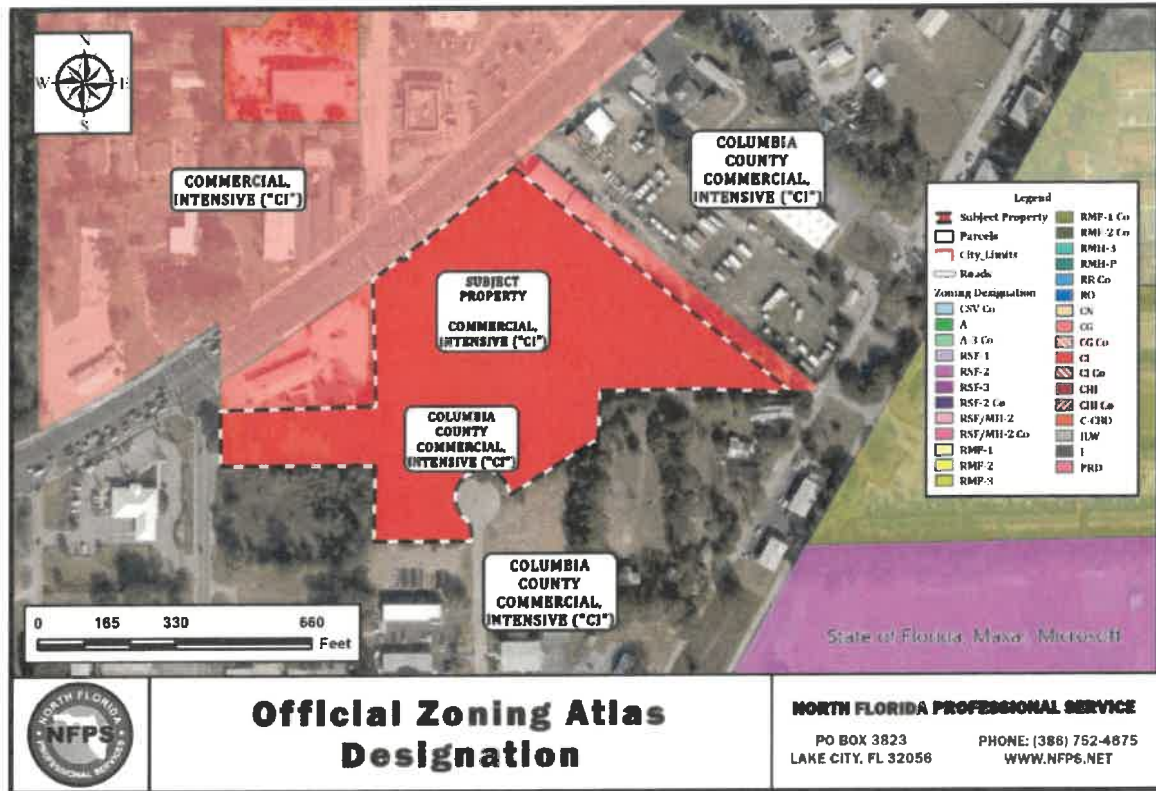 N
W E
S
COMMERCIAL,
INTENSIVE ("CI")
COLUMBIA
COUNTY
COMMERCIAL,
INTENSIVE ("CI")
SUBJECT
PROPERTY
COMMERCIAL,
INTENSIVE ("CI")
COLUMBIA
COUNTY
COMMERCIAL,
INTENSIVE ("CI")
COLUMBIA
COUNTY
COMMERCIAL,
INTENSIVE ("CI")
Legend
Subject Property
Parcels
City_Limits
Roads
Zoning Designation
CSV Co
A
A-3 Co
RSF-1
RSF-2
RSF-3
RSF-2 Co
RSF/MH-2
RSF/MH-2 Co
RMF-1
RMF-2
RMF-3
RMF-1 Co
RMF-2 Co
RMH-3
RMH-P
RR Co
RO
CN
CG
CG Co
CI
CI Co
CHI
CHI Co
C-CBD
ILW
I
PRD
0 165 330 660
Feet
State of Florida, Maxar, Microsoft
NORTH FLORIDA
NFPS
PROFESSIONAL SERVICES
Official Zoning Atlas
Designation
NORTH FLORIDA PROFESSIONAL SERVICE
PO BOX 3823
LAKE CITY, FL 32056
PHONE: (386) 752-4675
WWW.NFPS.NET